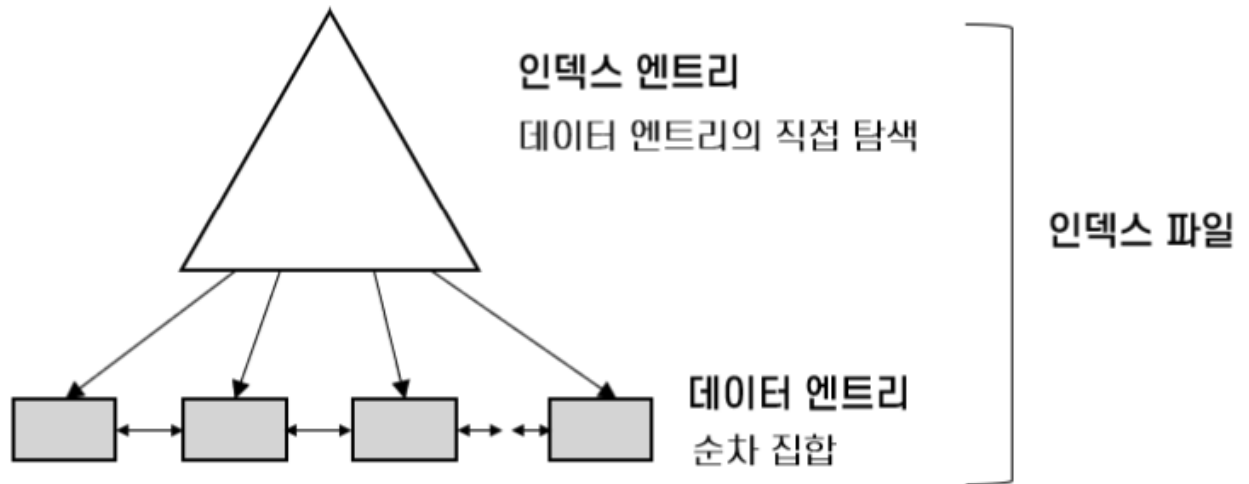 인덱스 엔트리
데이터 엔트리의 직접 탐색
인덱스 파일
데이터 엔트리
순차 집합